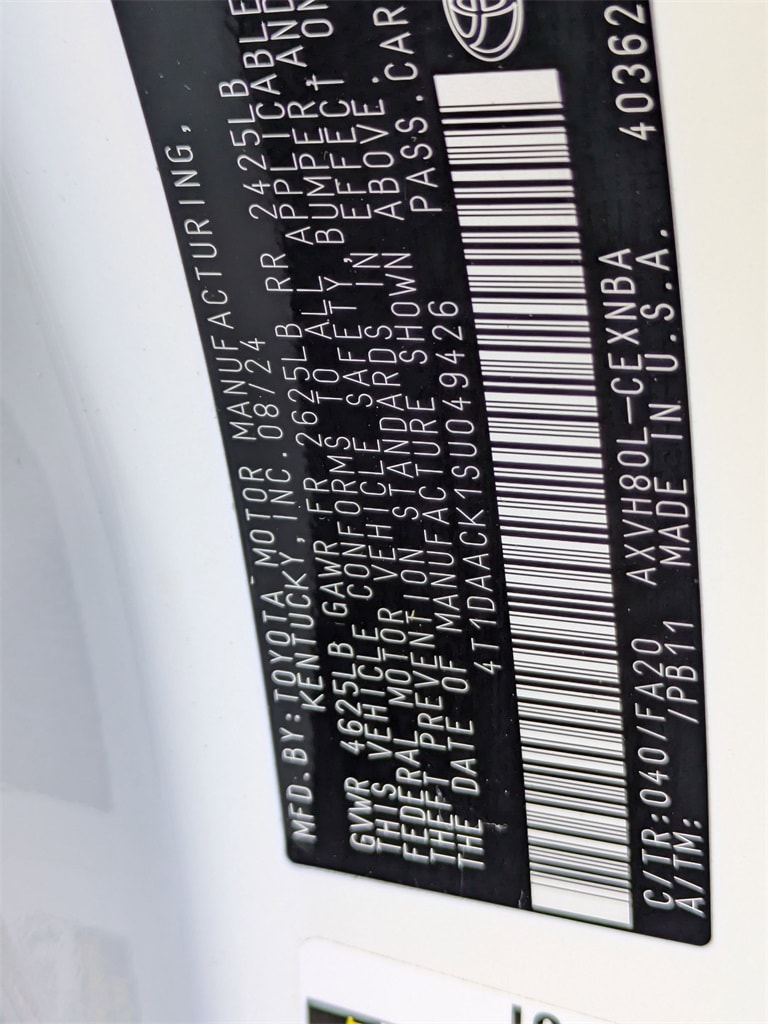 MFD.BY:TOYOTA MOTOR MANUFACTURING,
KENTUCKY,INC.08/24
GVWR 4625LB GAWR FR 2625LB RR 2425LB
THIS VEHICLE CONFORMS TO ALL APPLICABLE
FEDERAL MOTOR VEHICLE SAFETY, BUMPER AND
THEFT PREVENTION STANDARDS IN EFFECT ON
THE DATE OF MANUFACTURE SHOWN ABOVE.
4T1DAACK1SU049426 PASS.CAR
C/TR:040/FA20 AXVH80L-CEXNBA 40362
A/TM: /PB11 MADE IN U.S.A.